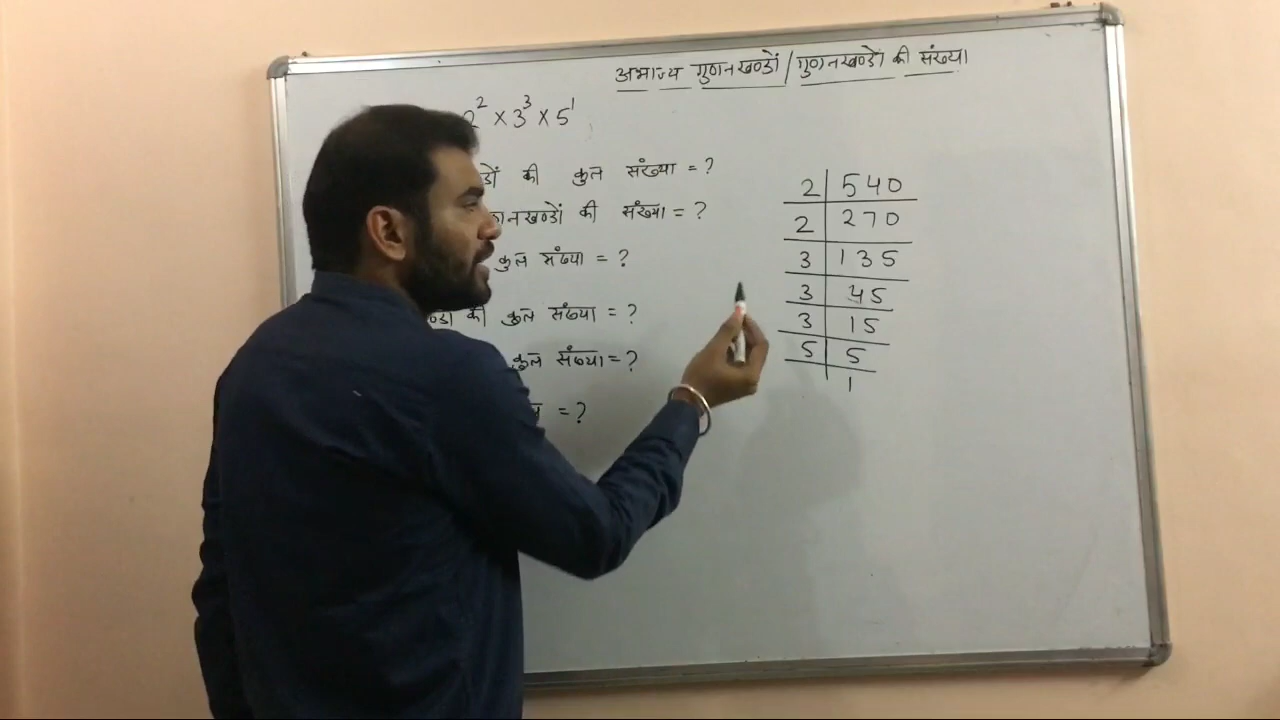 अभाज्य गुणनखण्डों / गुणनखण्डो की संख्या
2² × 3³ × 5¹
की कुल संख्या = ?
की संख्या = ?
कुल संख्या = ?
की कुल संख्या = ?
कुल संख्या = ?
= ?
2 | 540
2 | 270
3 | 135
3 | 45
3 | 15
5 | 5
1